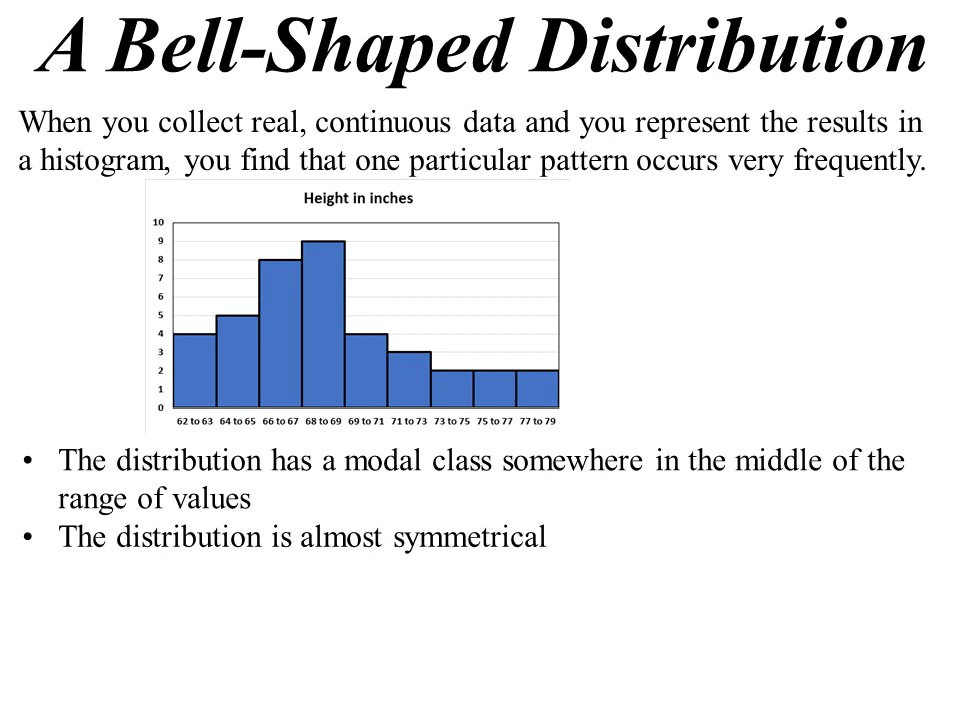 A Bell-Shaped Distribution
When you collect real, continuous data and you represent the results in
a histogram, you find that one particular pattern occurs very frequently.
Height in inches
10
9
8
7
6
5
4
3
2
1
0
62 to 63 64 to 65 66 to 67 68 to 69 69 to 71 71 to 73 73 to 75 75 to 77 77 to 79
• The distribution has a modal class somewhere in the middle of the
range of values
• The distribution is almost symmetrical